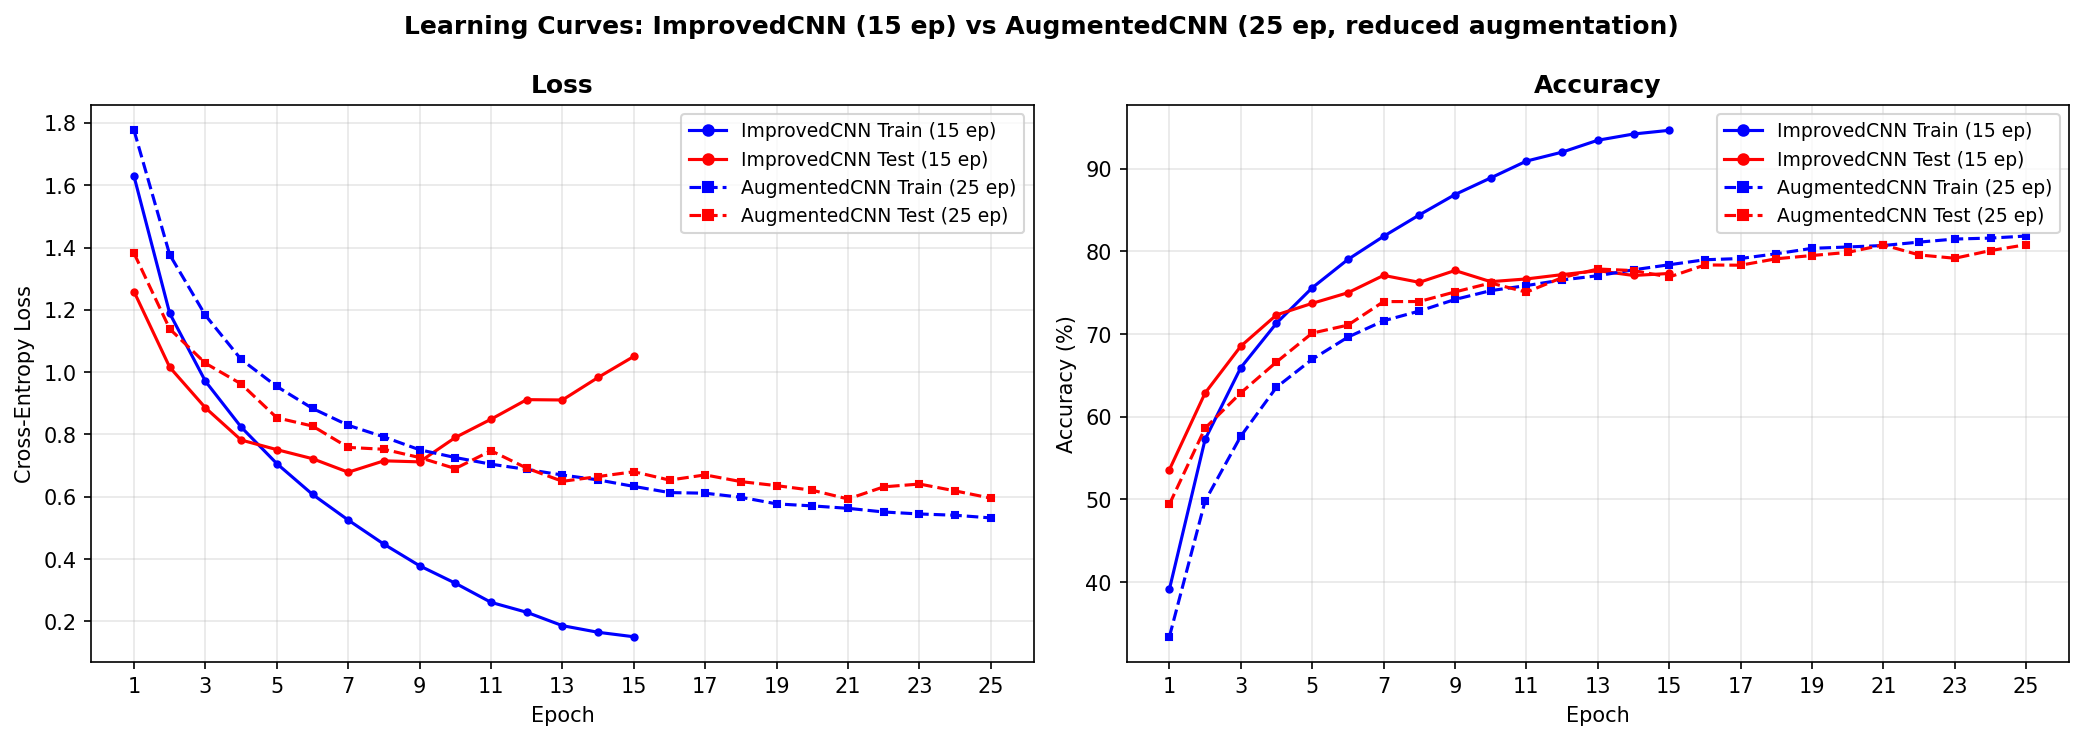 Learning Curves: ImprovedCNN (15 ep) vs AugmentedCNN (25 ep, reduced augmentation)
Loss
Cross-Entropy Loss
1.8
1.6
1.4
1.2
1.0
0.8
0.6
0.4
0.2
ImprovedCNN Train (15 ep)
ImprovedCNN Test (15 ep)
AugmentedCNN Train (25 ep)
AugmentedCNN Test (25 ep)
1 3 5 7 9 11 13 15 17 19 21 23 25
Epoch
Accuracy
Accuracy (%)
90
80
70
60
50
40
ImprovedCNN Train (15 ep)
ImprovedCNN Test (15 ep)
AugmentedCNN Train (25 ep)
AugmentedCNN Test (25 ep)
1 3 5 7 9 11 13 15 17 19 21 23 25
Epoch